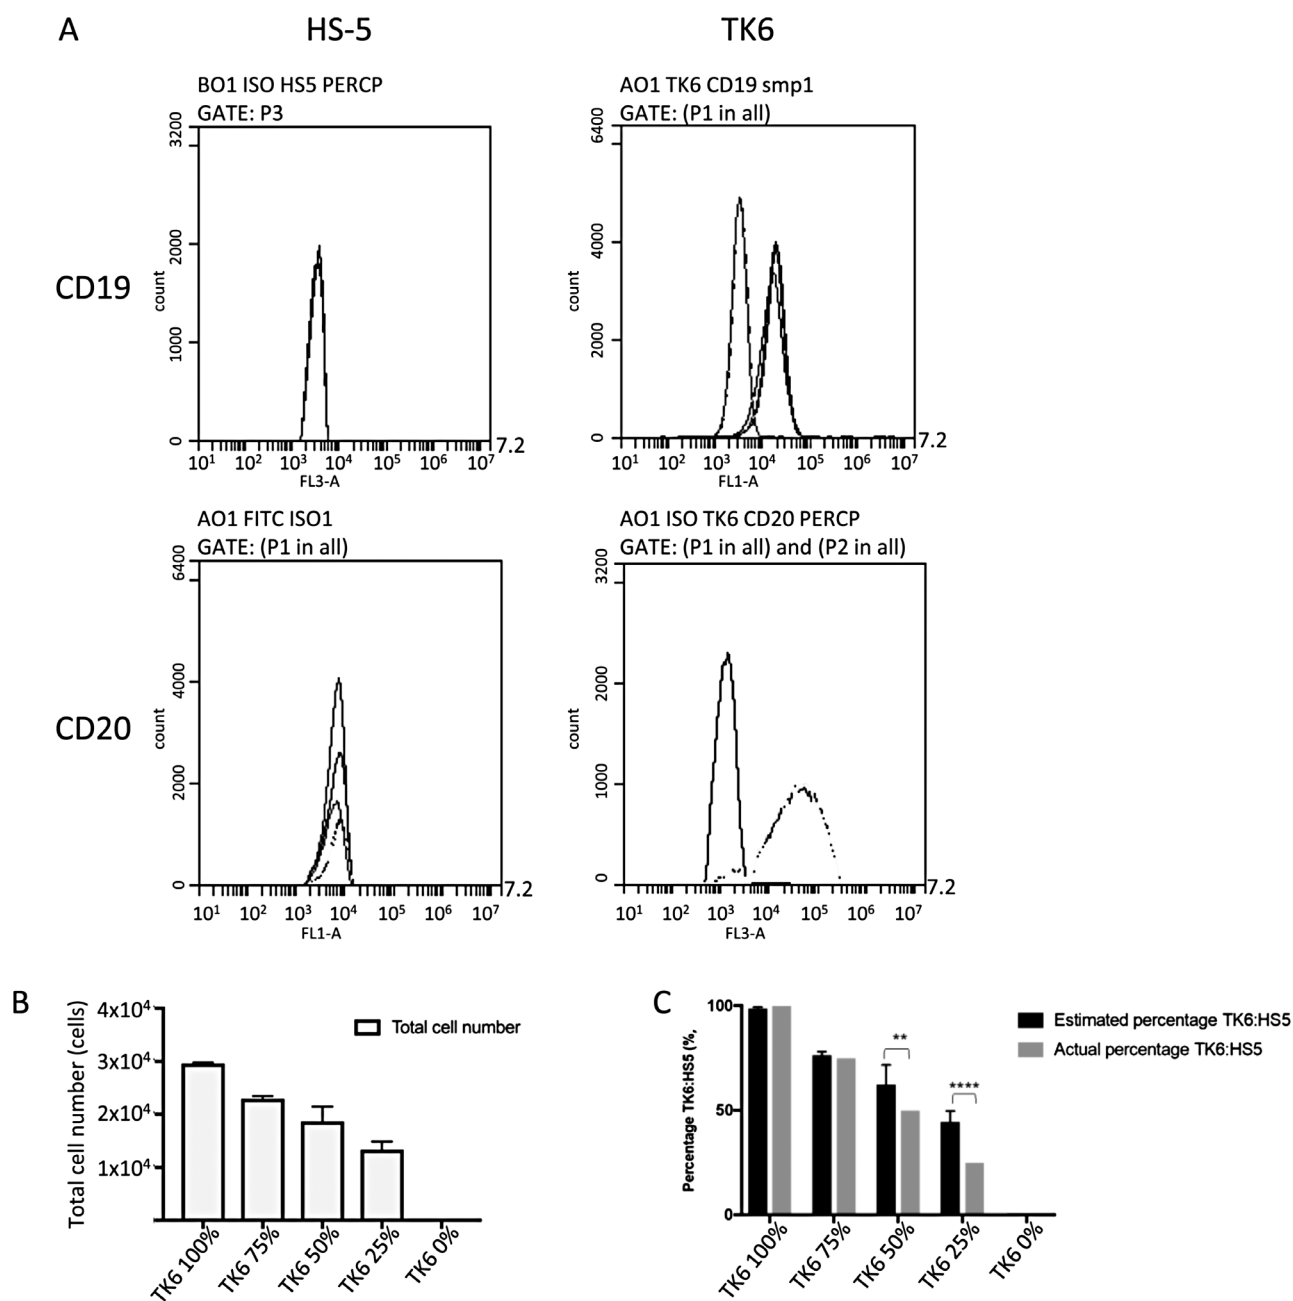 A
HS-5
TK6
BO1 ISO HS5 PERCP
GATE: P3
AO1 TK6 CD19 smp1
GATE: (P1 in all)
CD19
3200
2000
1000
0
count
10¹ 10² 10³ 10⁴ 10⁵ 10⁶ 10⁷ 7.2
FL3-A
6400
4000
2000
0
count
10¹ 10² 10³ 10⁴ 10⁵ 10⁶ 10⁷ 7.2
FL1-A
AO1 FITC ISO1
GATE: (P1 in all)
AO1 ISO TK6 CD20 PERCP
GATE: (P1 in all) and (P2 in all)
CD20
6400
4000
2000
0
count
10¹ 10² 10³ 10⁴ 10⁵ 10⁶ 10⁷ 7.2
FL1-A
3200
2000
1000
0
count
10¹ 10² 10³ 10⁴ 10⁵ 10⁶ 10⁷ 7.2
FL3-A
B
Total cell number (cells)
4x10⁴
3x10⁴
2x10⁴
1x10⁴
Total cell number
TK6 100%
TK6 75%
TK6 50%
TK6 25%
TK6 0%
C
Percentage TK6:HS5 (%,
100
50
0
**
****
Estimated percentage TK6:HS5
Actual percentage TK6:HS5
TK6 100%
TK6 75%
TK6 50%
TK6 25%
TK6 0%